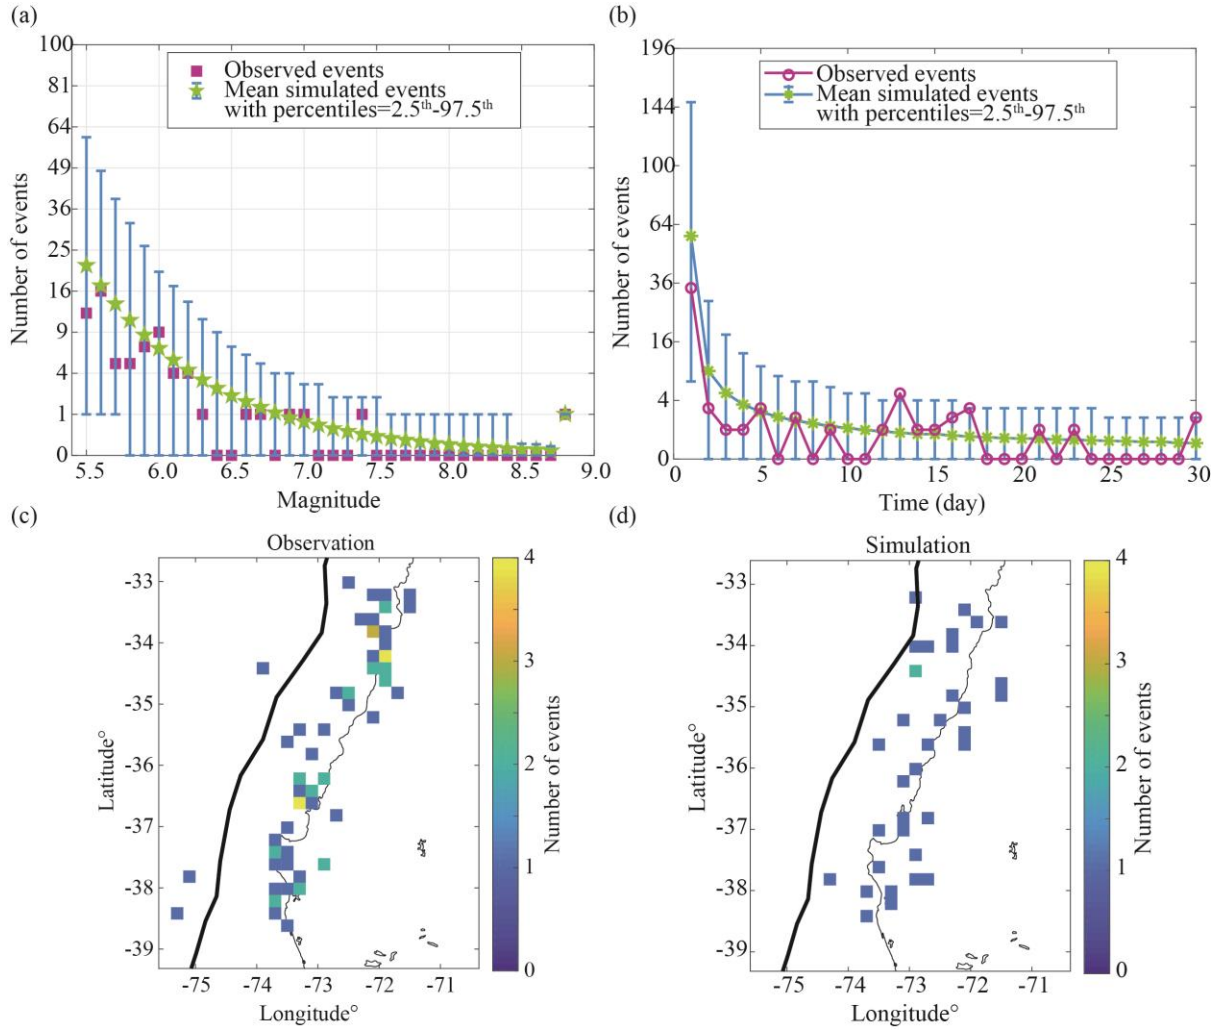 (a)
100
81
64
49
36
25
16
9
4
1
0
Number of events
Observed events
Mean simulated events
with percentiles=2.5th-97.5th
5.5 6.0 6.5 7.0 7.5 8.0 8.5 9.0
Magnitude
(b)
196
144
100
64
36
16
4
0
Number of events
Observed events
Mean simulated events
with percentiles=2.5th-97.5th
0 5 10 15 20 25 30
Time (day)
(c)
Observation
-33
-34
-35
-36
-37
-38
-39
Latitude°
-75 -74 -73 -72 -71
Longitude°
4
3
2
1
0
Number of events
(d)
Simulation
-33
-34
-35
-36
-37
-38
-39
Latitude°
-75 -74 -73 -72 -71
Longitude°
4
3
2
1
0
Number of events